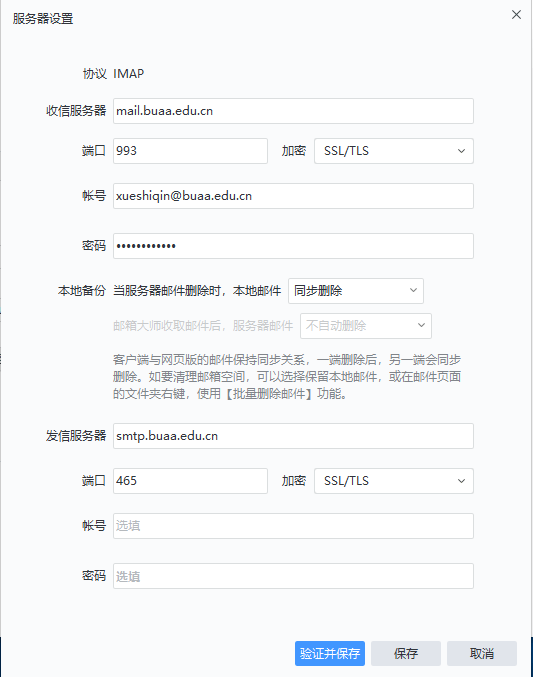 服务器设置
协议 IMAP
收信服务器 mail.buaa.edu.cn
端口 993 加密 SSL/TLS
帐号 xueshiqin@buaa.edu.cn
密码 ••••••••••••
本地备份 当服务器邮件删除时，本地邮件 同步删除
邮箱大师收取邮件后，服务器邮件 不自动删除
客户端与网页版的邮件保持同步关系，一端删除后，另一端会同步
删除。如要清理邮箱空间，可以选择保留本地邮件，或在邮件页面
的文件夹右键，使用【批量删除邮件】功能。
发信服务器 smtp.buaa.edu.cn
端口 465 加密 SSL/TLS
帐号 选填
密码 选填
验证并保存 保存 取消